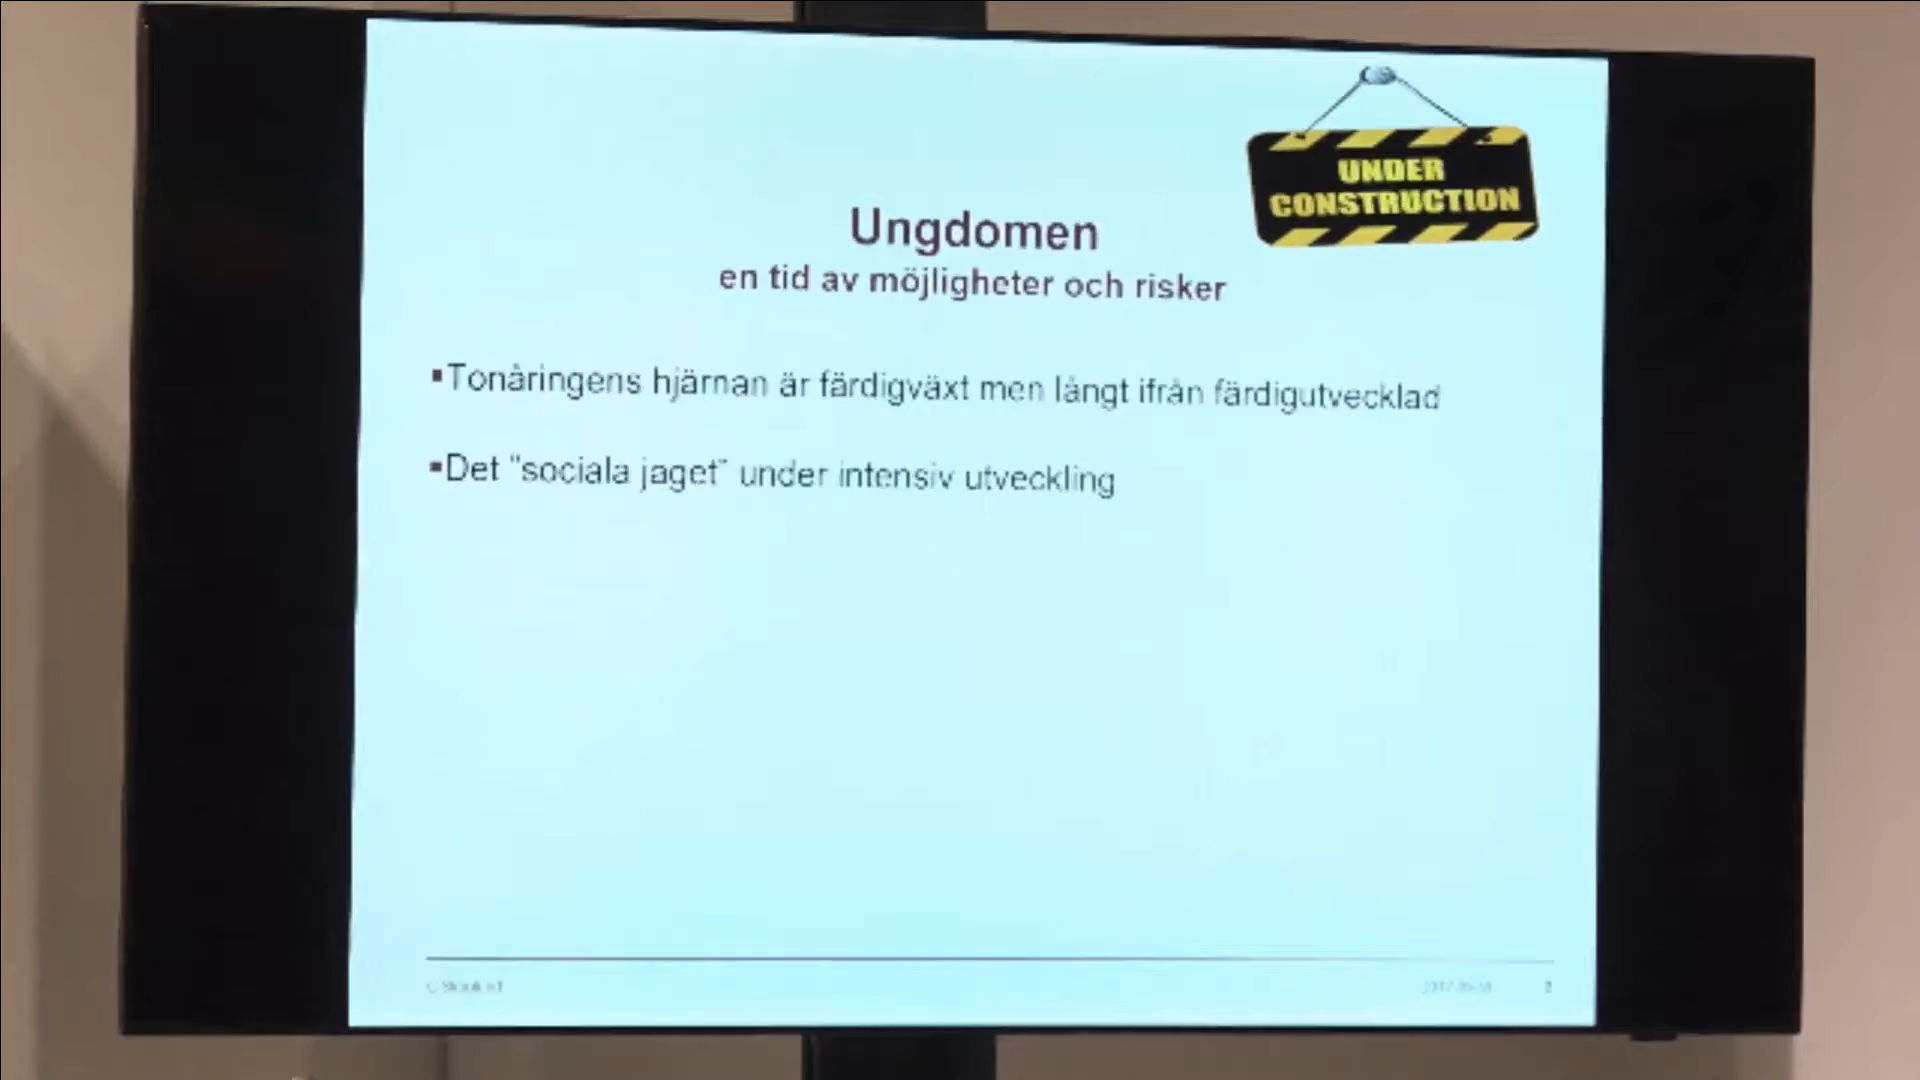 UNDER
CONSTRUCTION
Ungdomen
en tid av möjligheter och risker
▪Tonåringens hjärnan är färdigväxt men långt ifrån färdigutvecklad
▪Det "sociala jaget" under intensiv utveckling
2